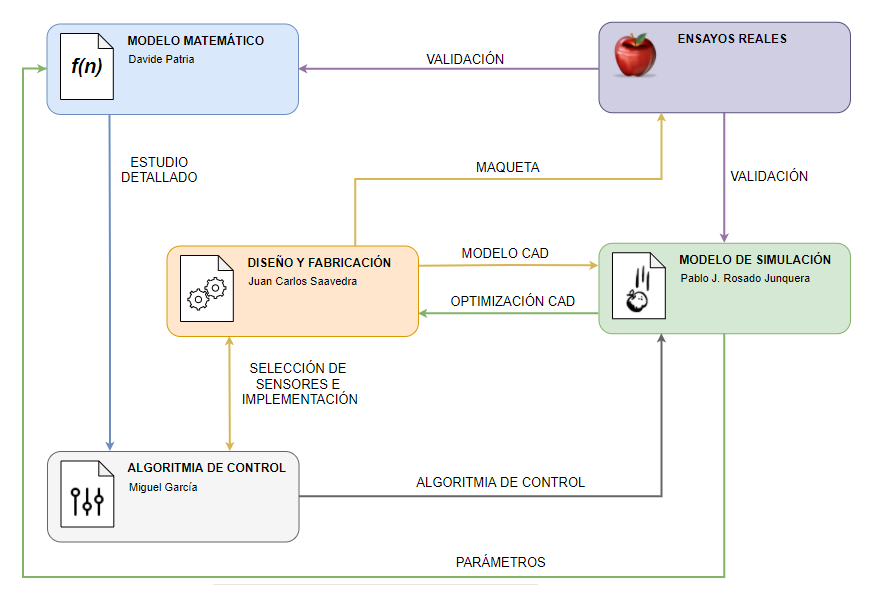 MODELO MATEMÁTICO
Davide Patria
f(n)
VALIDACIÓN
ENSAYOS REALES
ESTUDIO
DETALLADO
MAQUETA
VALIDACIÓN
DISEÑO Y FABRICACIÓN
Juan Carlos Saavedra
MODELO CAD
OPTIMIZACIÓN CAD
MODELO DE SIMULACIÓN
Pablo J. Rosado Junquera
SELECCIÓN DE
SENSORES E
IMPLEMENTACIÓN
ALGORITMIA DE CONTROL
Miguel García
ALGORITMIA DE CONTROL
PARÁMETROS